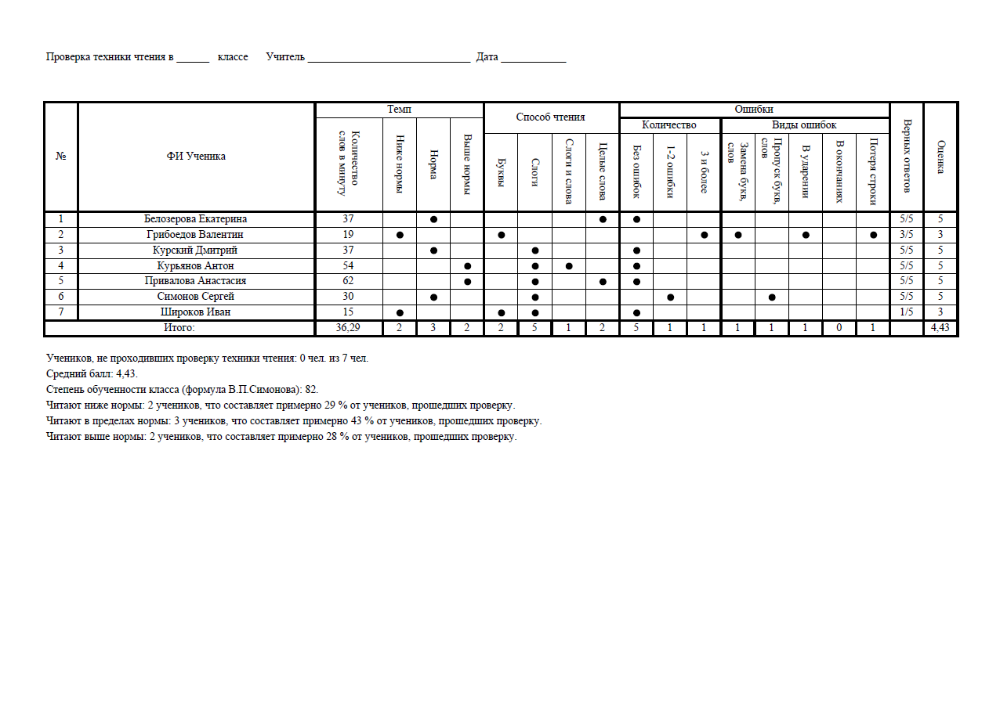 Проверка техники чтения в ______ классе Учитель ______________________________ Дата ____________
№ ФИ Ученика Темп Способ чтения Ошибки Верных ответов Оценка
Количество Виды ошибок
Количество слов в минуту Ниже нормы Норма Выше нормы Буквы Слоги Слоги и слова Целые слова Без ошибок 1-2 ошибки 3 и более Замена букв, слов Пропуск букв, слов В ударении В окончаниях Потеря строки
1 Белозерова Екатерина 37 ● ● ● 5/5 5
2 Грибоедов Валентин 19 ● ● ● ● ● ● 3/5 3
3 Курский Дмитрий 37 ● ● ● 5/5 5
4 Курьянов Антон 54 ● ● ● ● 5/5 5
5 Привалова Анастасия 62 ● ● ● ● 5/5 5
6 Симонов Сергей 30 ● ● ● ● 5/5 5
7 Широков Иван 15 ● ● ● ● 1/5 3
Итого: 36,29 2 3 2 2 5 1 2 5 1 1 1 1 1 0 1 4,43
Учеников, не проходивших проверку техники чтения: 0 чел. из 7 чел.
Средний балл: 4,43.
Степень обученности класса (формула В.П.Симонова): 82.
Читают ниже нормы: 2 учеников, что составляет примерно 29 % от учеников, прошедших проверку.
Читают в пределах нормы: 3 учеников, что составляет примерно 43 % от учеников, прошедших проверку.
Читают выше нормы: 2 учеников, что составляет примерно 28 % от учеников, прошедших проверку.